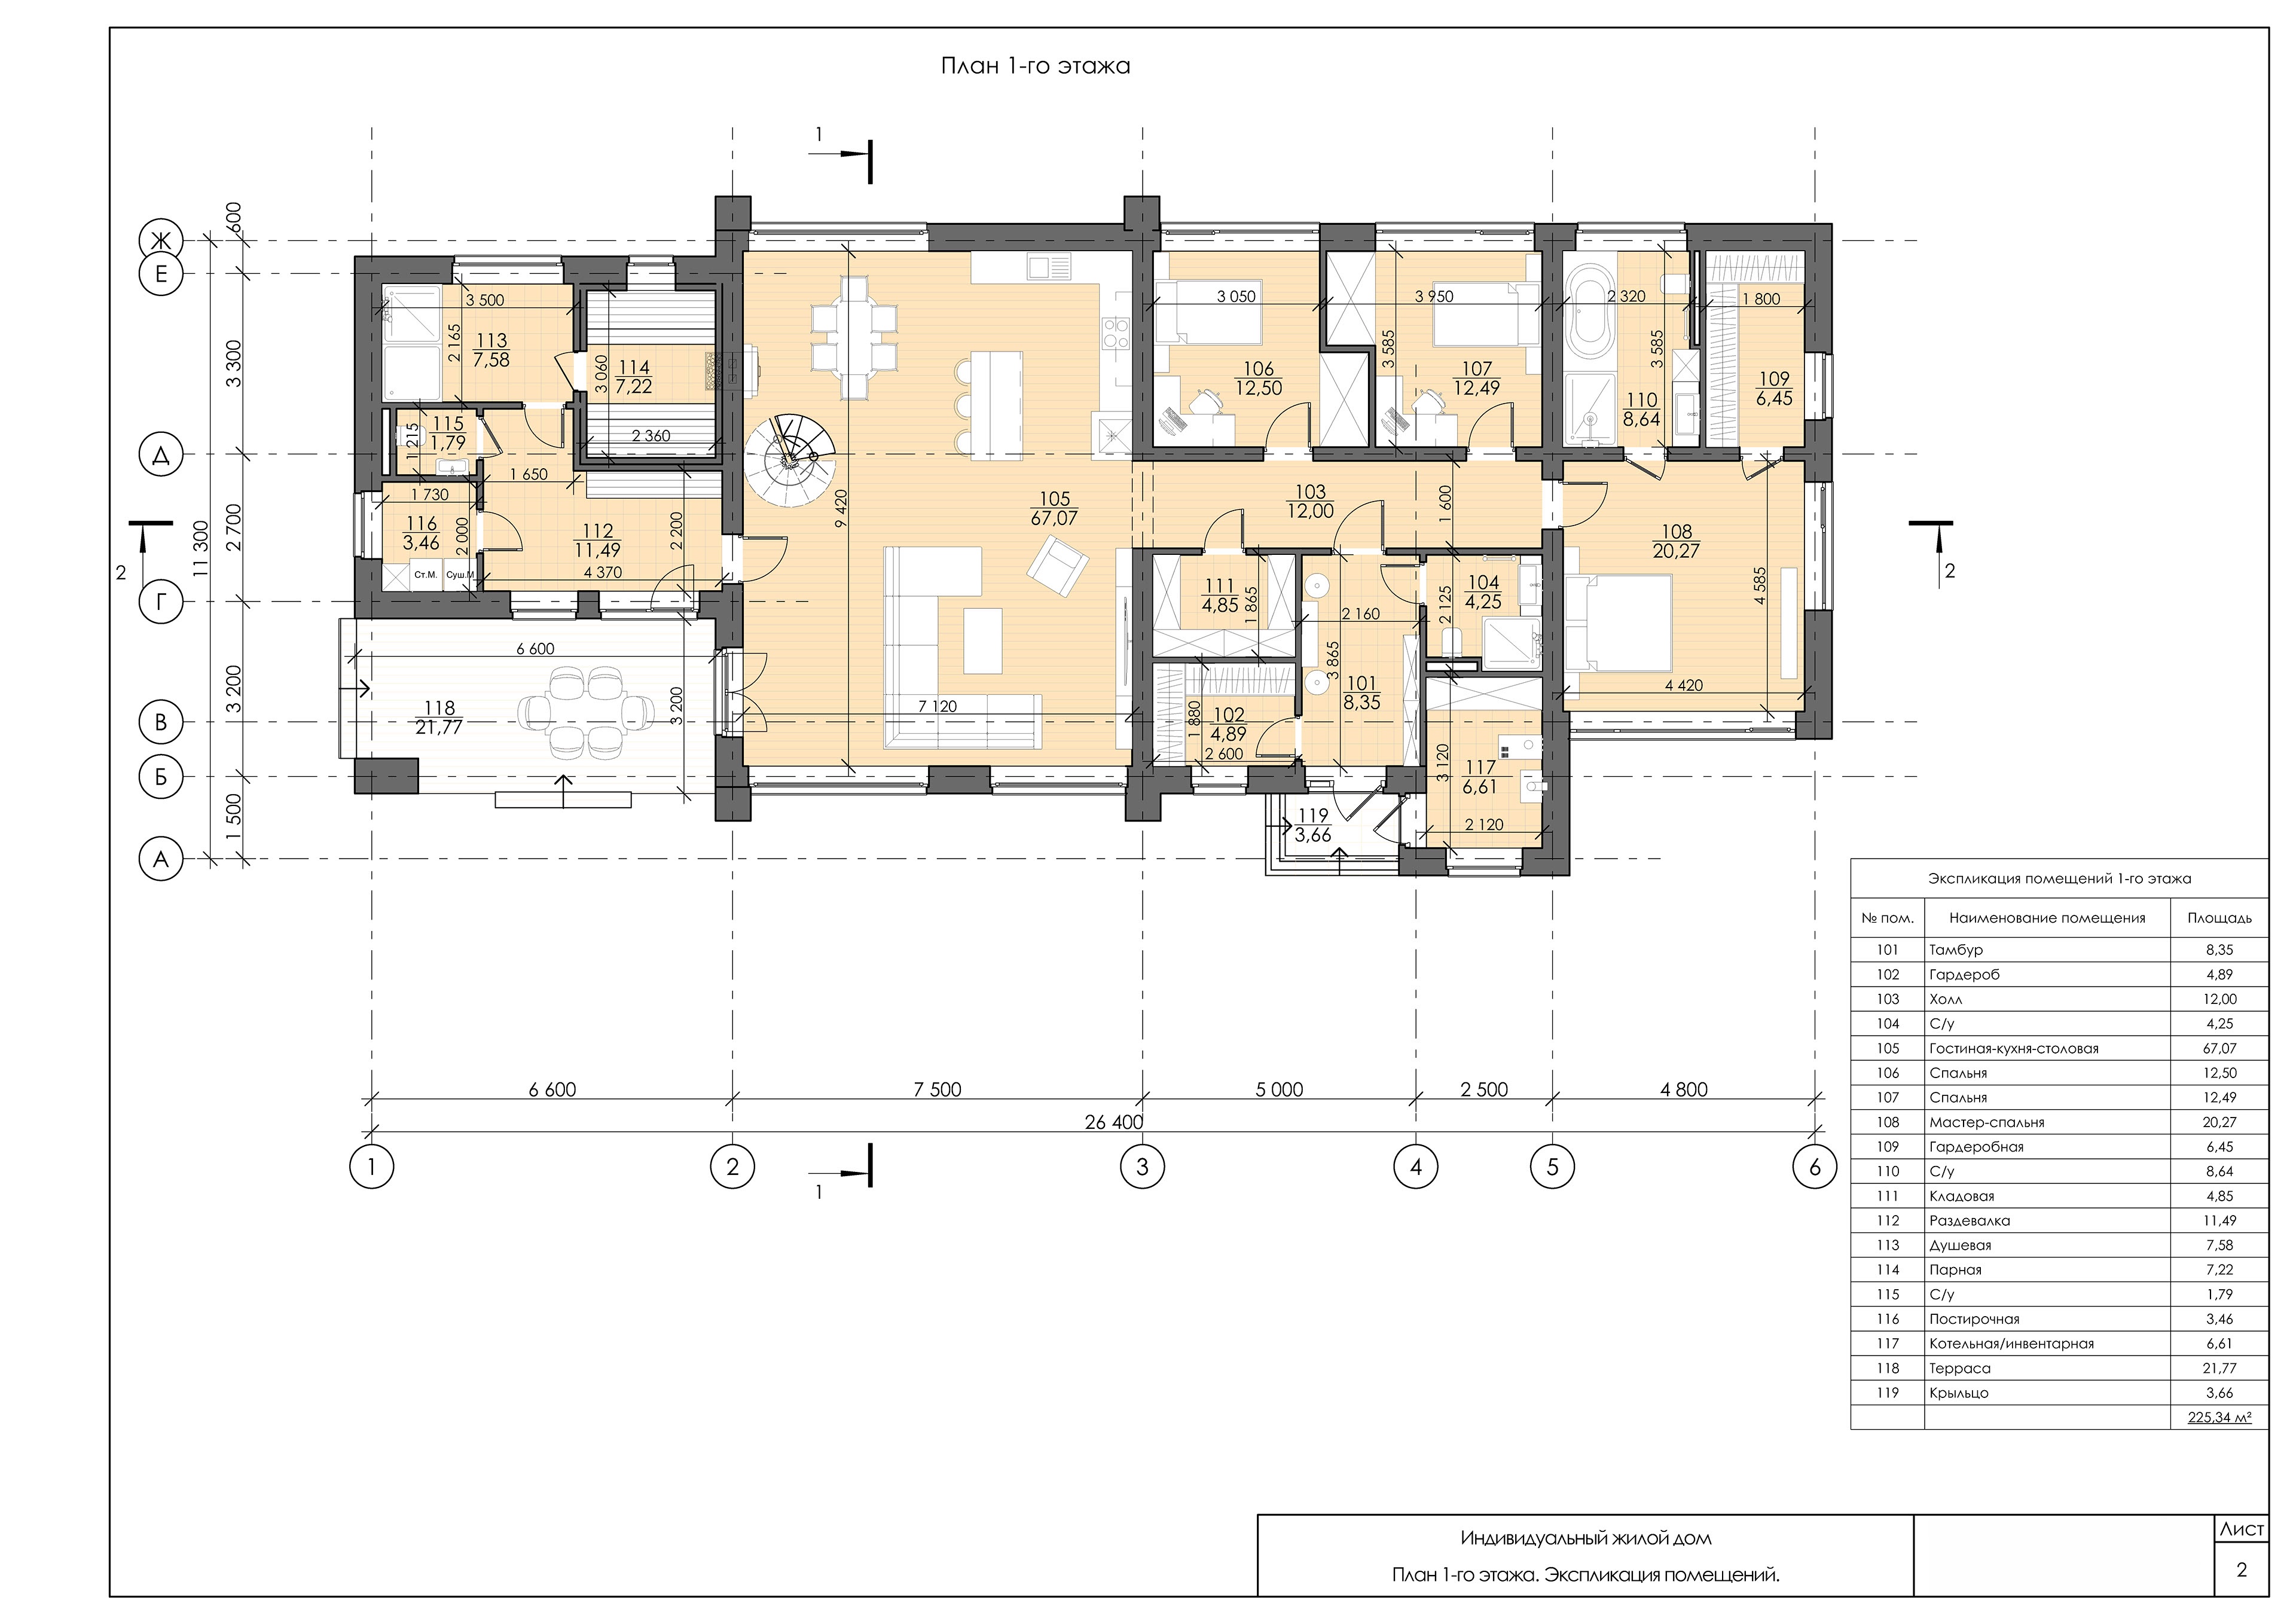 План 1-го этажа
1
Ж
Е
Д
Г
В
Б
А
600
3 300
2 700
3 200
1 500
11 300
2
2
3 500
2 165
113
7,58
3 060
114
7,22
2 360
115
1,79
1 215
1 650
1 730
116
3,46
2 000
Ст.М.
Суш.М
112
11,49
2 200
4 370
6 600
118
21,77
3 200
9 420
105
67,07
7 120
3 050
106
12,50
3 950
3 585
107
12,49
2 320
3 585
110
8,64
1 800
109
6,45
103
12,00
1 600
108
20,27
4 585
4 420
111
4,85
1 865
2 160
3 865
101
8,35
104
4,25
2 125
102
4,89
1 880
2 600
3 120
117
6,61
2 120
119
3,66
6 600
7 500
5 000
2 500
4 800
26 400
1
2
3
4
5
6
1
Экспликация помещений 1-го этажа
№ пом. Наименование помещения Площадь
101 Тамбур 8,35
102 Гардероб 4,89
103 Холл 12,00
104 С/у 4,25
105 Гостиная-кухня-столовая 67,07
106 Спальня 12,50
107 Спальня 12,49
108 Мастер-спальня 20,27
109 Гардеробная 6,45
110 С/у 8,64
111 Кладовая 4,85
112 Раздевалка 11,49
113 Душевая 7,58
114 Парная 7,22
115 С/у 1,79
116 Постирочная 3,46
117 Котельная/инвентарная 6,61
118 Терраса 21,77
119 Крыльцо 3,66
225,34 м²
Индивидуальный жилой дом
План 1-го этажа. Экспликация помещений.
Лист
2